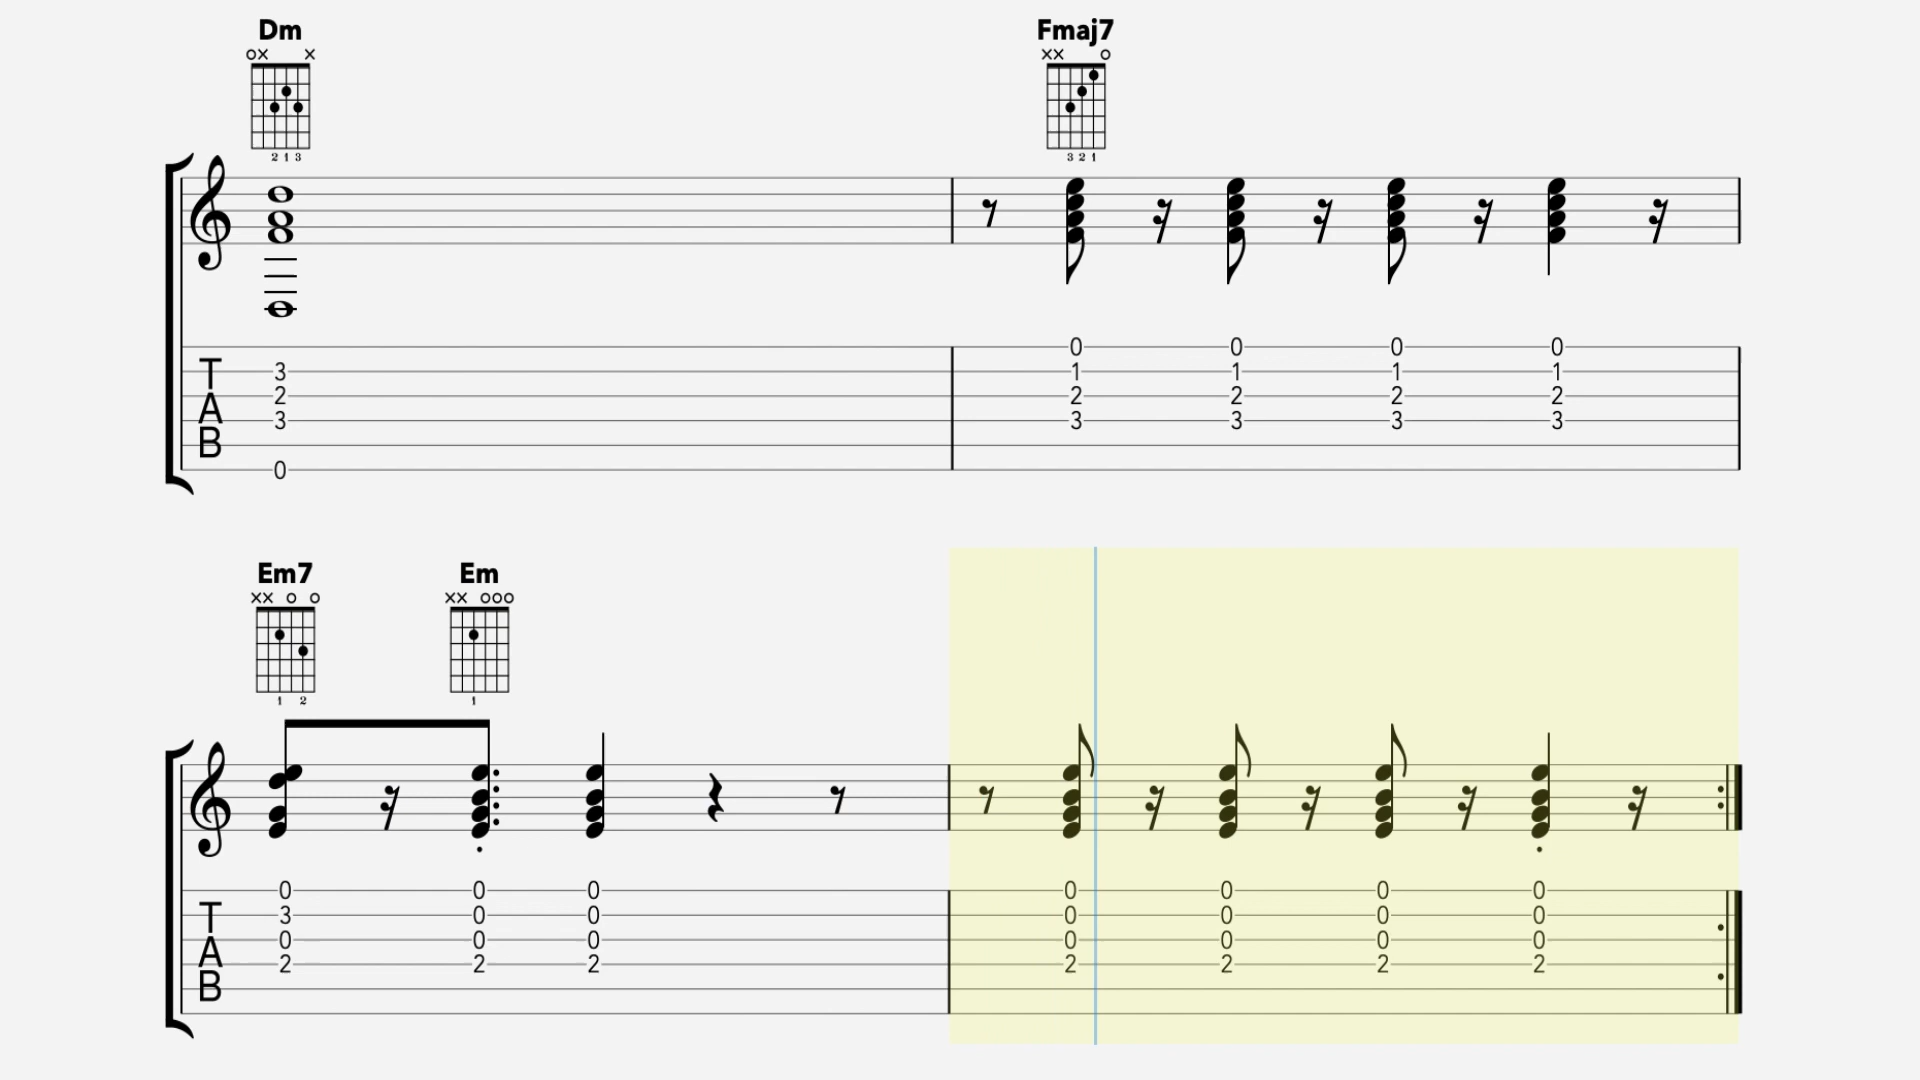 Dm Fmaj7
o x x x x o
2 1 3 3 2 1
0 0 0 0
T 3 1 1 1 1
A 2 2 2 2 2
3 3 3 3 3
B
0
Em7 Em
x x o o x x o o o
1 2 1
0 0 0 0 0 0 0
T 3 0 0 0 0 0 0
A 0 0 0 0 0 0 0
2 2 2 2 2 2 2
B